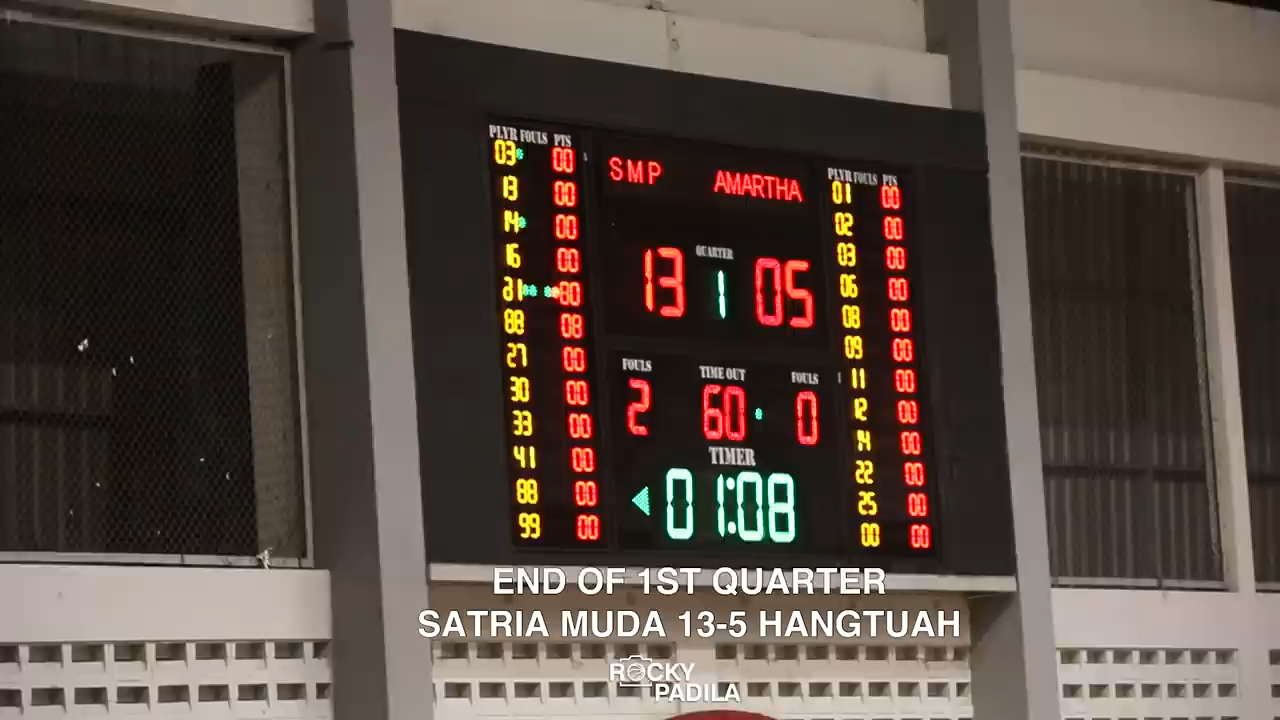 PLYR FOULS PTS
03 00
13 00
14 00
16 00
00
00 08
27 00
30 00
33 00
41 00
88 00
99 00
SMP AMARTHA
QUARTER
13 1 05
FOULS TIME OUT FOULS
2 60 0
TIMER
01:08
PLYR FOULS PTS
01 00
02 00
03 00
06 00
08 00
09 00
11 00
12 00
14 00
22 00
25 00
00 00
END OF 1ST QUARTER
SATRIA MUDA 13-5 HANGTUAH
ROCKY
PADILA